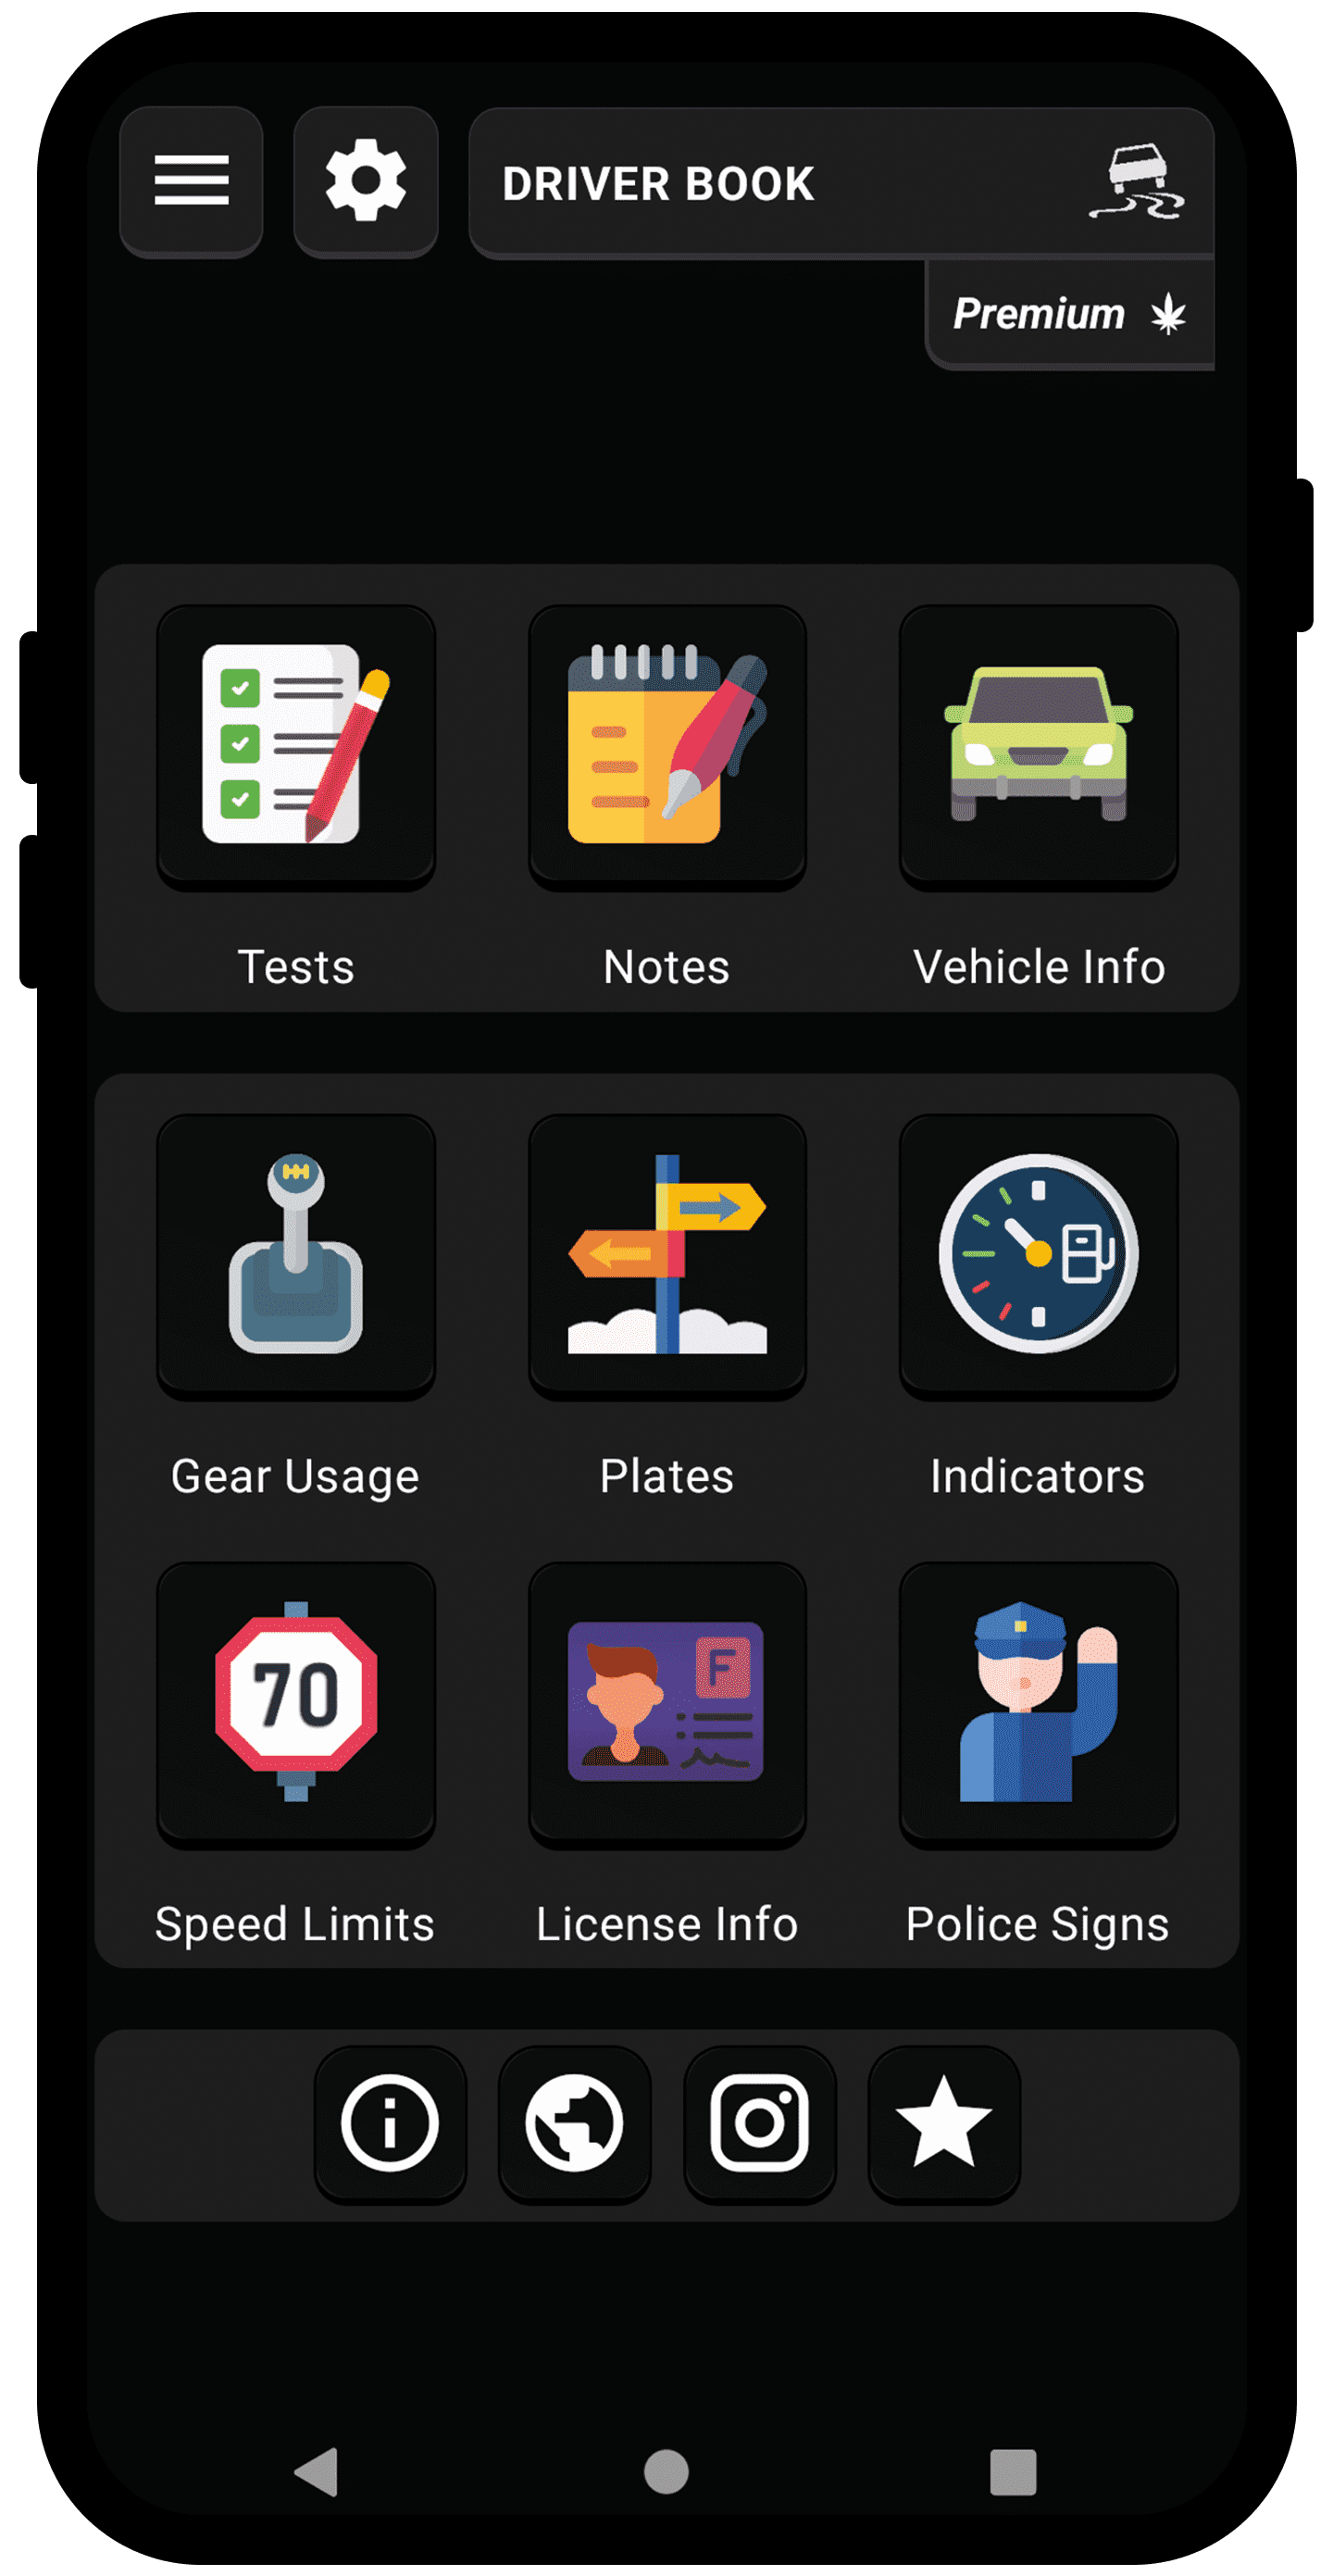 DRIVER BOOK
Premium
Tests Notes Vehicle Info
Gear Usage Plates Indicators
70 F
Speed Limits License Info Police Signs